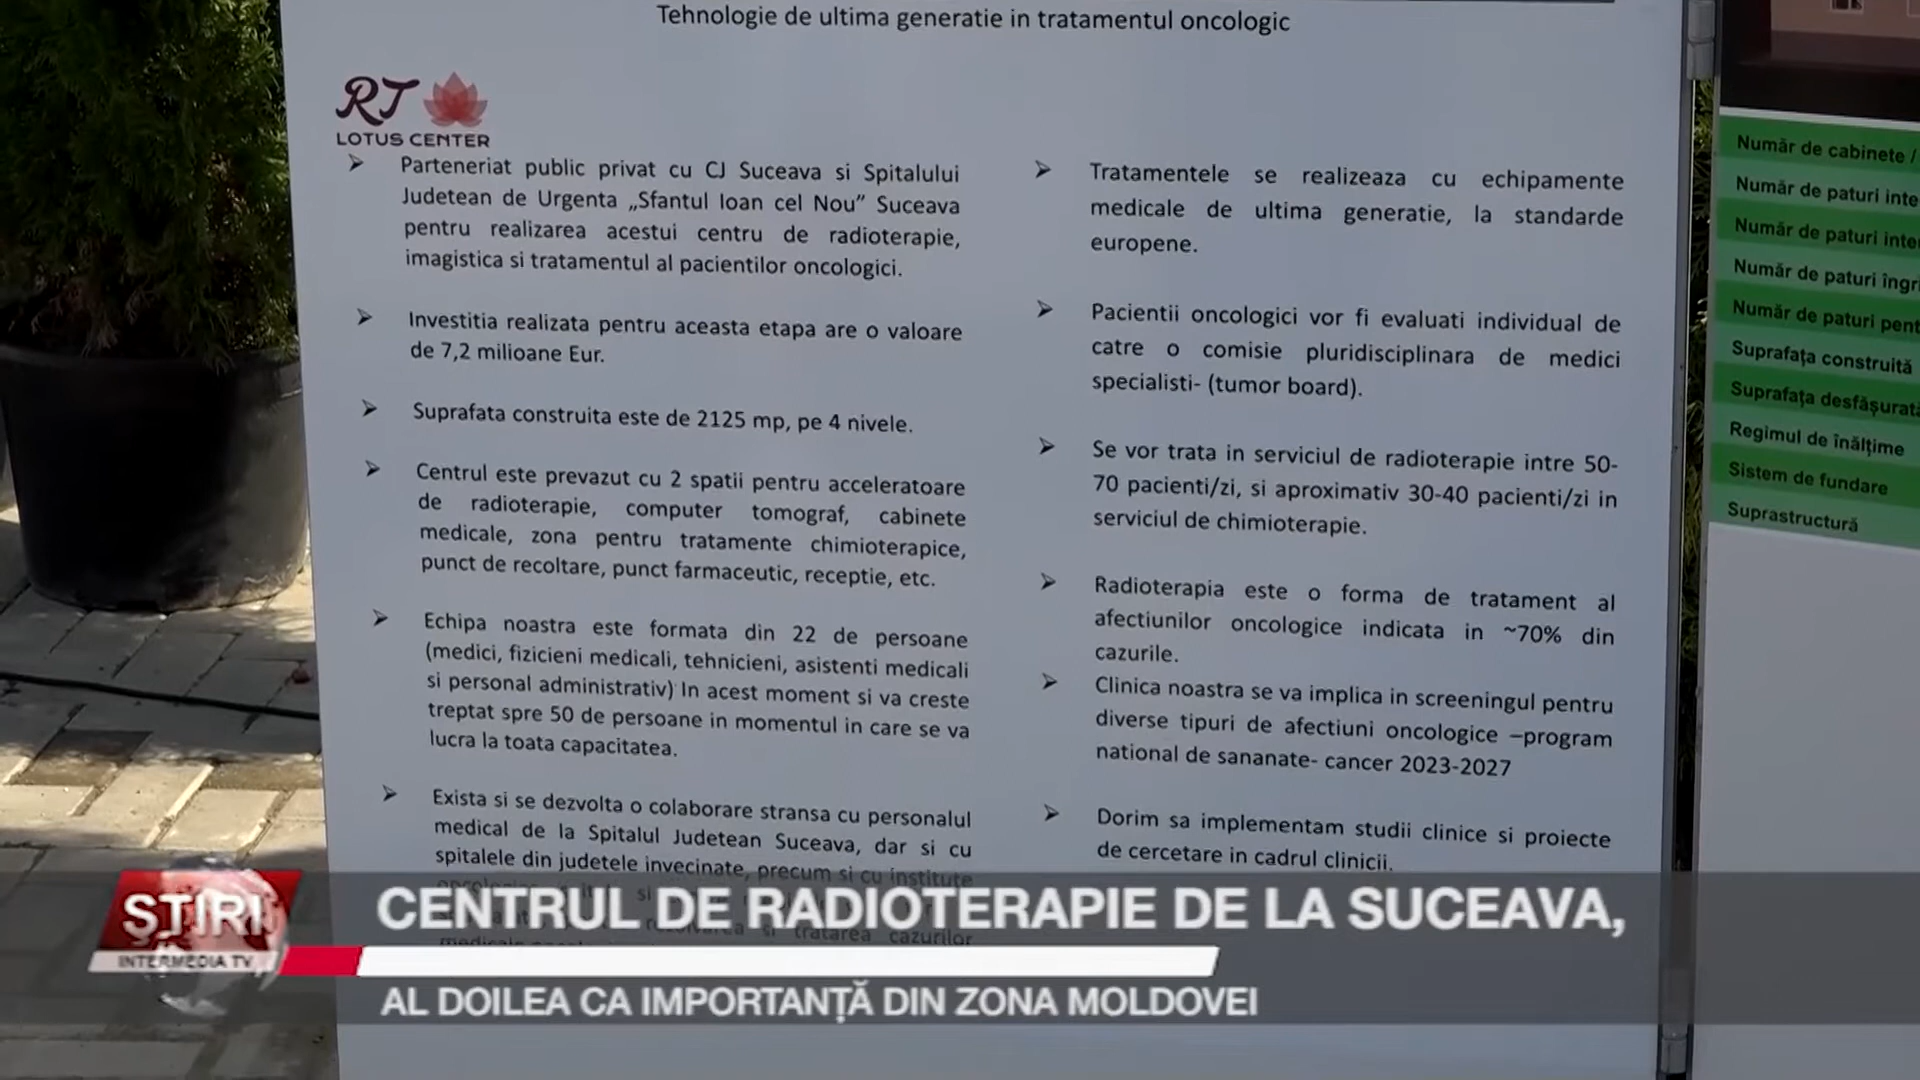 Tehnologie de ultima generatie in tratamentul oncologic
RT
LOTUS CENTER
Parteneriat public privat cu CJ Suceava si Spitalului
Judetean de Urgenta „Sfantul Ioan cel Nou” Suceava
pentru realizarea acestui centru de radioterapie,
imagistica si tratamentul al pacientilor oncologici.
Investitia realizata pentru aceasta etapa are o valoare
de 7,2 milioane Eur.
Suprafata construita este de 2125 mp, pe 4 nivele.
Centrul este prevazut cu 2 spatii pentru acceleratoare
de radioterapie, computer tomograf, cabinete
medicale, zona pentru tratamente chimioterapice,
punct de recoltare, punct farmaceutic, receptie, etc.
Echipa noastra este formata din 22 de persoane
(medici, fizicieni medicali, tehnicieni, asistenti medicali
si personal administrativ) In acest moment si va creste
treptat spre 50 de persoane in momentul in care se va
lucra la toata capacitatea.
Exista si se dezvolta o colaborare stransa cu personalul
medical de la Spitalul Judetean Suceava, dar si cu
spitalele din judetele invecinate, precum si cu institute
tratarea cazurilor
Tratamentele se realizeaza cu echipamente
medicale de ultima generatie, la standarde
europene.
Pacientii oncologici vor fi evaluati individual de
catre o comisie pluridisciplinara de medici
specialisti- (tumor board).
Se vor trata in serviciul de radioterapie intre 50-
70 pacienti/zi, si aproximativ 30-40 pacienti/zi in
serviciul de chimioterapie.
Radioterapia este o forma de tratament al
afectiunilor oncologice indicata in ~70% din
cazurile.
Clinica noastra se va implica in screeningul pentru
diverse tipuri de afectiuni oncologice –program
national de sananate- cancer 2023-2027
Dorim sa implementam studii clinice si proiecte
de cercetare in cadrul clinicii.
Număr de cabinete /
Număr de paturi inte
Număr de paturi inte
Număr de paturi îngri
Număr de paturi pent
Suprafața construită
Suprafața desfășurată
Regimul de înălțime
Sistem de fundare
Suprastructură
ȘTIRI
INTERMEDIA TV
CENTRUL DE RADIOTERAPIE DE LA SUCEAVA,
AL DOILEA CA IMPORTANȚĂ DIN ZONA MOLDOVEI